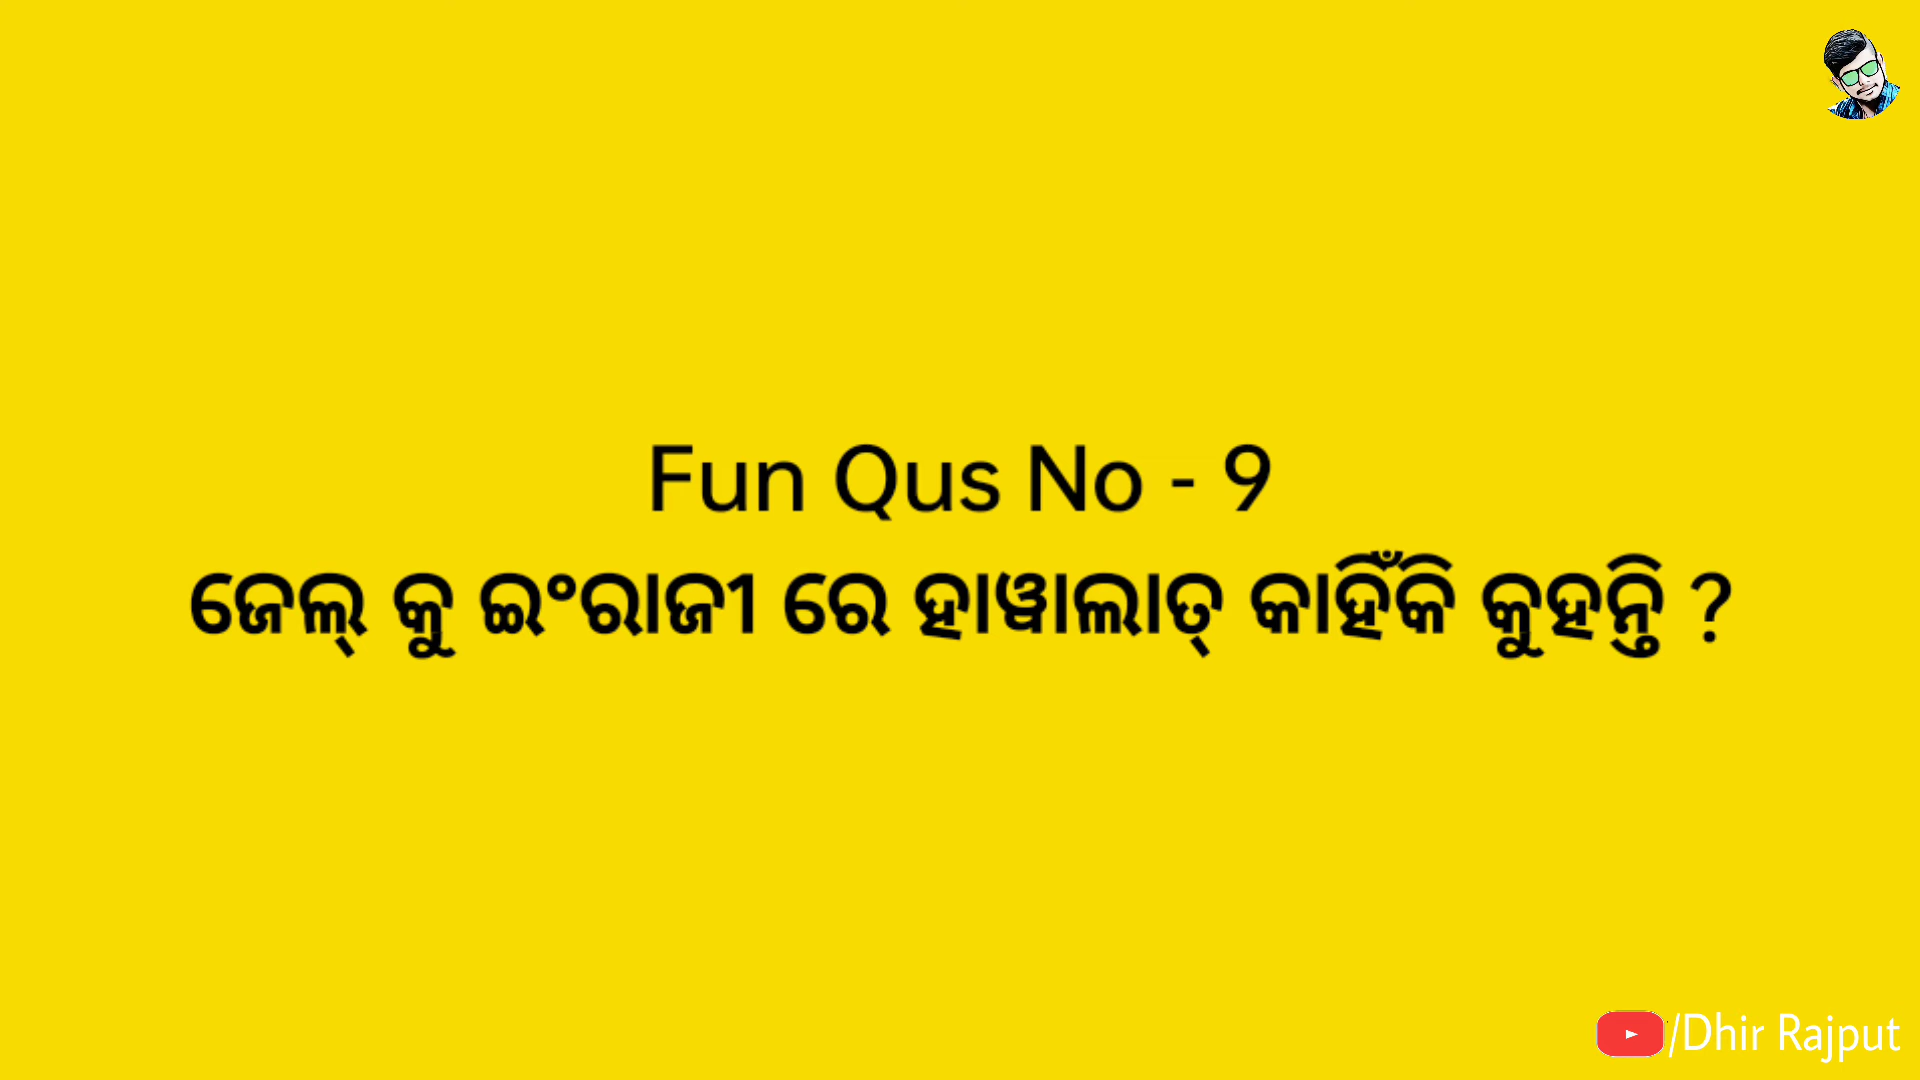 Fun Qus No - 9
ଜେଲ୍ କୁ ଇଂରାଜୀ ରେ ହାୱାଲାତ୍ କାହିଁକି କୁହନ୍ତି ?
/Dhir Rajput